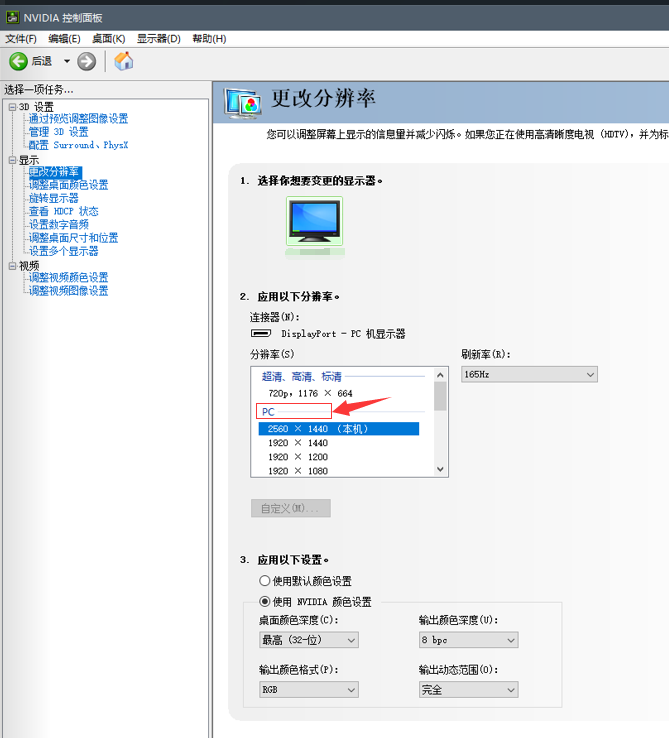 NVIDIA 控制面板
文件(F) 编辑(E) 桌面(K) 显示器(D) 帮助(H)
后退
选择一项任务...
3D 设置
通过预览调整图像设置
管理 3D 设置
配置 Surround、PhysX
显示
更改分辨率
调整桌面颜色设置
旋转显示器
查看 HDCP 状态
设置数字音频
调整桌面尺寸和位置
设置多个显示器
视频
调整视频颜色设置
调整视频图像设置
更改分辨率
您可以调整屏幕上显示的信息量并减少闪烁。如果您正在使用高清晰度电视 (HDTV)，并为标
1. 选择你想要变更的显示器。
2. 应用以下分辨率。
连接器(N):
DisplayPort - PC 机显示器
分辨率(S)
刷新率(R):
超清、高清、标清
720p，1176 × 664
PC
2560 × 1440 (本机)
1920 × 1440
1920 × 1200
1920 × 1080
165Hz
自定义(M)...
3. 应用以下设置。
使用默认颜色设置
使用 NVIDIA 颜色设置
桌面颜色深度(C):
输出颜色深度(U):
最高 (32-位)
8 bpc
输出颜色格式(P):
输出动态范围(O):
RGB
完全